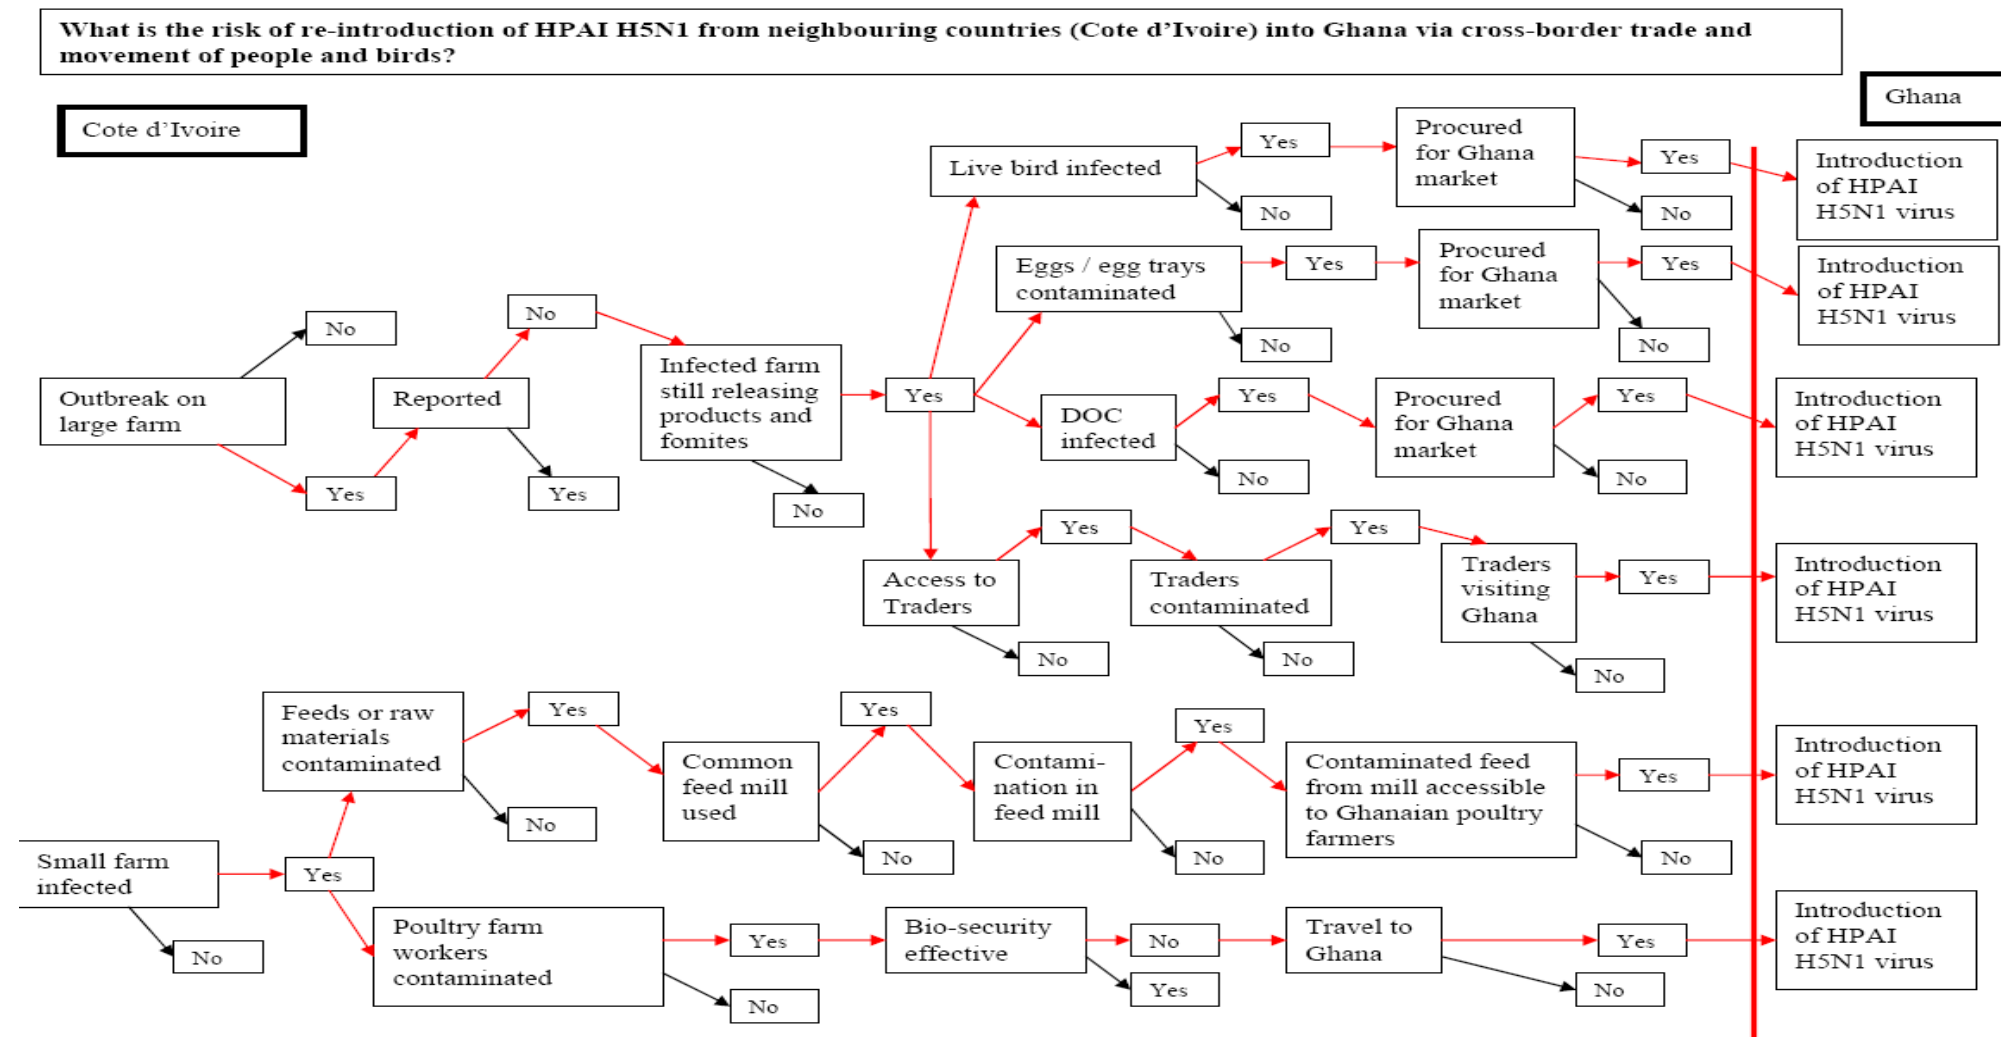 What is the risk of re-introduction of HPAI H5N1 from neighbouring countries (Cote d'Ivoire) into Ghana via cross-border trade and
movement of people and birds?
Cote d'Ivoire
Ghana
Live bird infected
Yes
No
Procured
for Ghana
market
Yes
No
Introduction
of HPAI
H5N1 virus
Eggs / egg trays
contaminated
Yes
No
Procured
for Ghana
market
Yes
No
Introduction
of HPAI
H5N1 virus
Outbreak on
large farm
No
Yes
Reported
No
Yes
Infected farm
still releasing
products and
fomites
Yes
No
DOC
infected
Yes
No
Procured
for Ghana
market
Yes
No
Introduction
of HPAI
H5N1 virus
Access to
Traders
Yes
No
Traders
contaminated
Yes
No
Traders
visiting
Ghana
Yes
No
Introduction
of HPAI
H5N1 virus
Feeds or raw
materials
contaminated
Yes
No
Common
feed mill
used
Yes
No
Contami-
nation in
feed mill
Yes
No
Contaminated feed
from mill accessible
to Ghanaian poultry
farmers
Yes
No
Introduction
of HPAI
H5N1 virus
Small farm
infected
Yes
No
Poultry farm
workers
contaminated
Yes
No
Bio-security
effective
No
Yes
Travel to
Ghana
Yes
No
Introduction
of HPAI
H5N1 virus